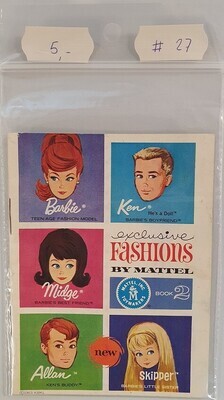 5,-
# 27
Barbie®
TEEN-AGE FASHION MODEL
Ken®
He's a Doll!
BARBIE'S BOYFRIEND
exclusive
FASHIONS
BY MATTEL
Midge
BARBIE'S BEST FRIEND
MATTEL, INC.
TOYMAKERS
BOOK 2
Allan
KEN'S BUDDY
new
Skipper
BARBIE'S LITTLE SISTER